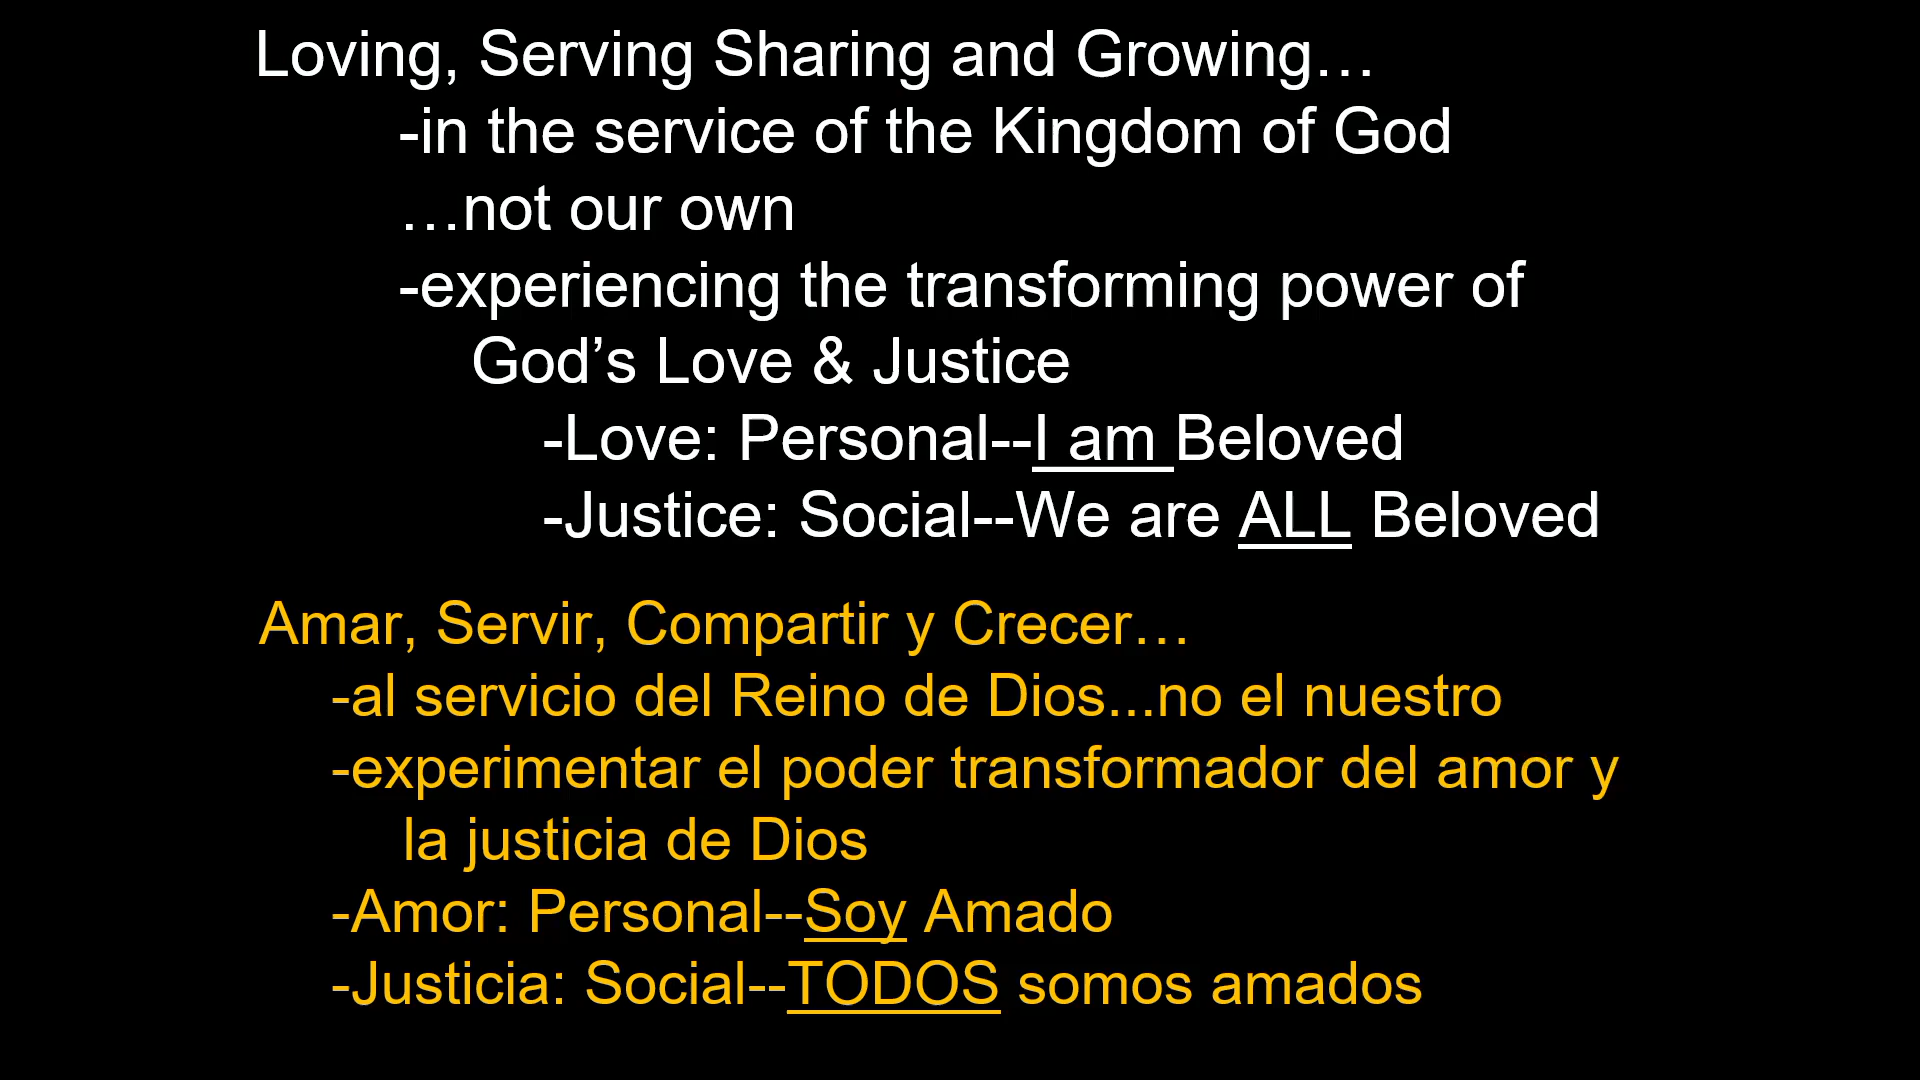 Loving, Serving Sharing and Growing…
-in the service of the Kingdom of God
…not our own
-experiencing the transforming power of
God’s Love & Justice
-Love: Personal--I am Beloved
-Justice: Social--We are ALL Beloved
Amar, Servir, Compartir y Crecer…
-al servicio del Reino de Dios...no el nuestro
-experimentar el poder transformador del amor y
la justicia de Dios
-Amor: Personal--Soy Amado
-Justicia: Social--TODOS somos amados